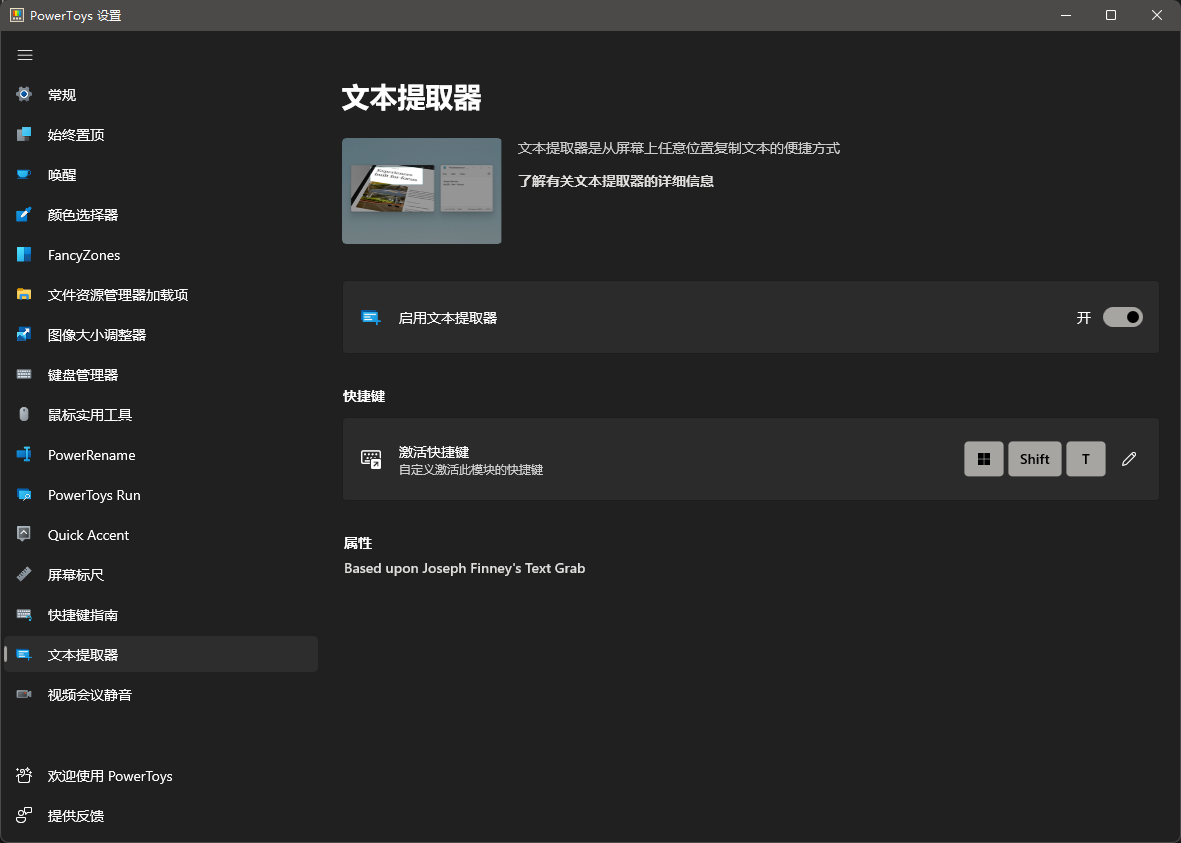 PowerToys 设置
常规
始终置顶
唤醒
颜色选择器
FancyZones
文件资源管理器加载项
图像大小调整器
键盘管理器
鼠标实用工具
PowerRename
PowerToys Run
Quick Accent
屏幕标尺
快捷键指南
文本提取器
视频会议静音
欢迎使用 PowerToys
提供反馈
文本提取器
Experiences
built for focus
文本提取器是从屏幕上任意位置复制文本的便捷方式
了解有关文本提取器的详细信息
启用文本提取器
开
快捷键
激活快捷键
自定义激活此模块的快捷键
Shift
T
属性
Based upon Joseph Finney's Text Grab